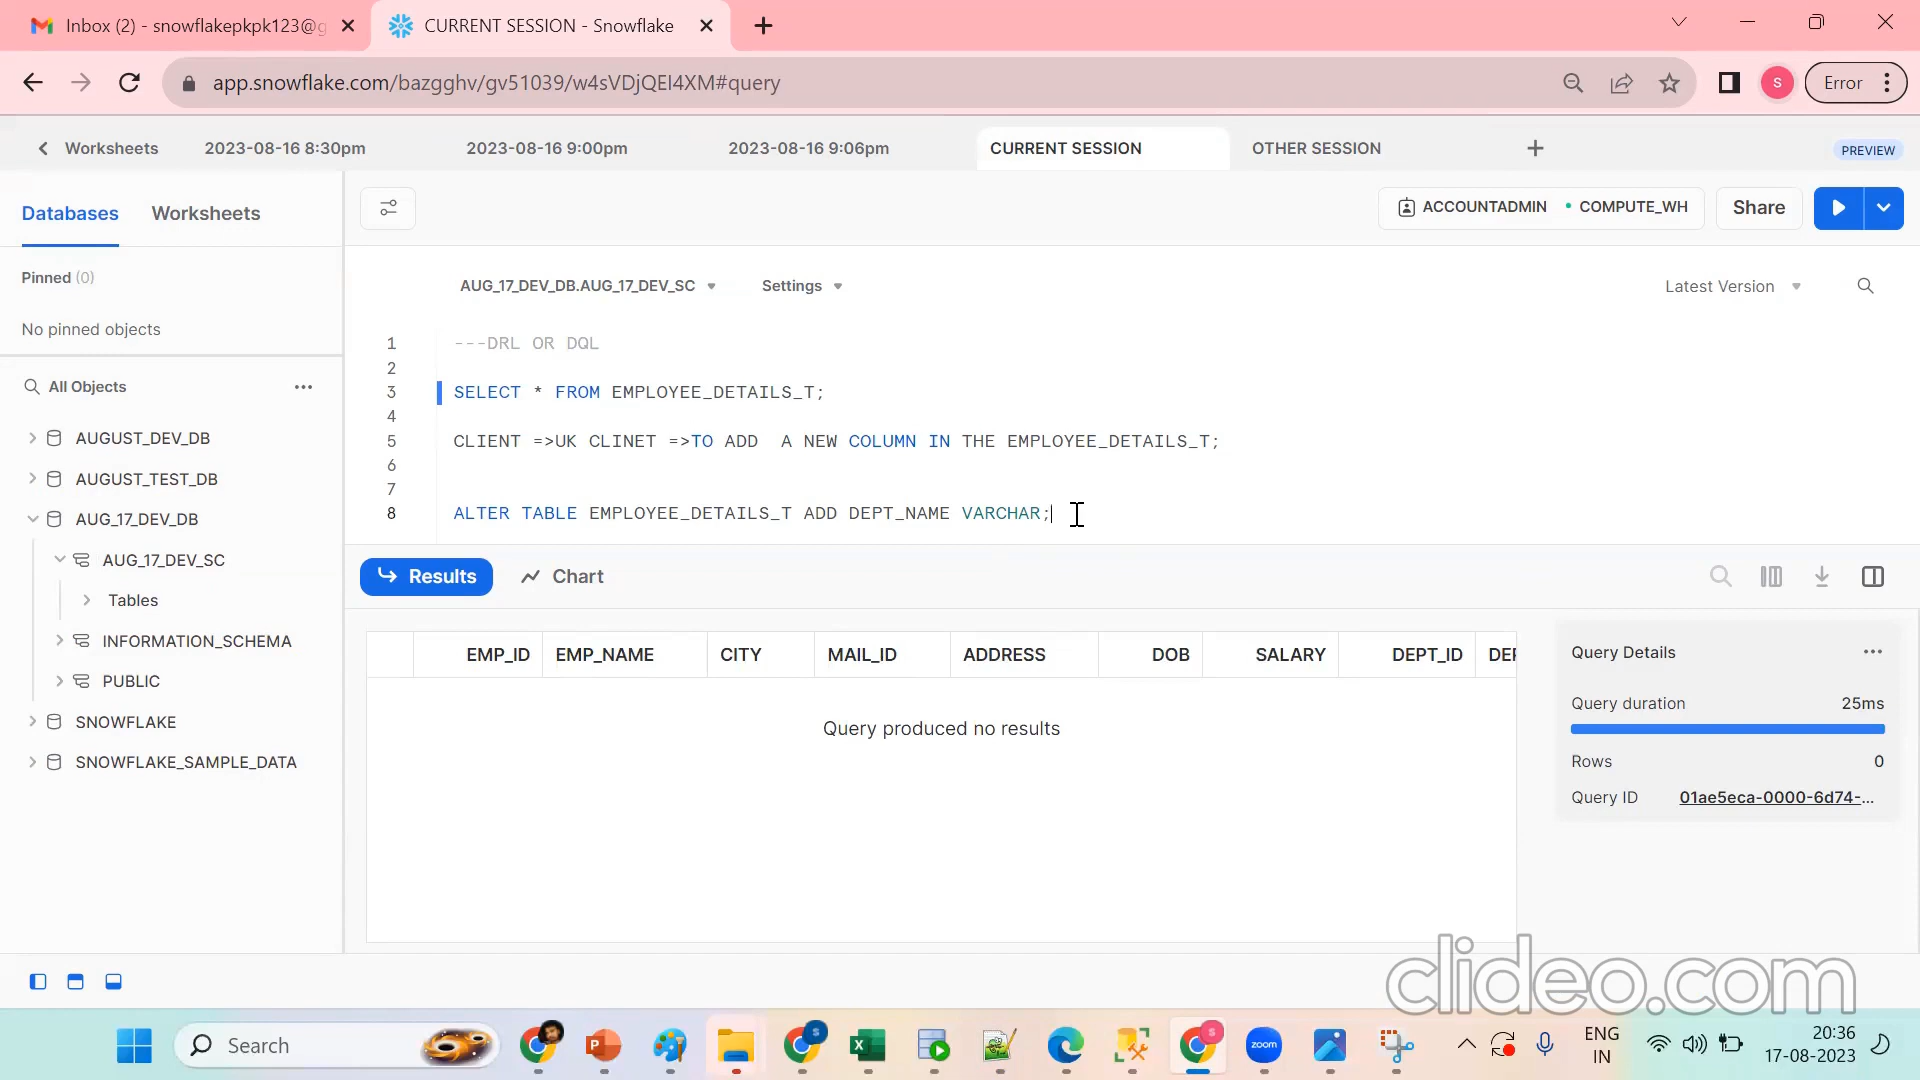 Inbox (2) - snowflakepkpk123@g
CURRENT SESSION - Snowflake
app.snowflake.com/bazgghv/gv51039/w4sVDjQEI4XM#query
S
Error
Worksheets
2023-08-16 8:30pm
2023-08-16 9:00pm
2023-08-16 9:06pm
CURRENT SESSION
OTHER SESSION
PREVIEW
Databases
Worksheets
ACCOUNTADMIN
COMPUTE_WH
Share
Pinned (0)
No pinned objects
All Objects
AUGUST_DEV_DB
AUGUST_TEST_DB
AUG_17_DEV_DB
AUG_17_DEV_SC
Tables
INFORMATION_SCHEMA
PUBLIC
SNOWFLAKE
SNOWFLAKE_SAMPLE_DATA
AUG_17_DEV_DB.AUG_17_DEV_SC
Settings
Latest Version
1 ---DRL OR DQL
2
3 SELECT * FROM EMPLOYEE_DETAILS_T;
4
5 CLIENT =>UK CLINET =>TO ADD  A NEW COLUMN IN THE EMPLOYEE_DETAILS_T;
6
7
8 ALTER TABLE EMPLOYEE_DETAILS_T ADD DEPT_NAME VARCHAR;
Results
Chart
EMP_ID EMP_NAME CITY MAIL_ID ADDRESS DOB SALARY DEPT_ID DEP
Query produced no results
Query Details
Query duration 25ms
Rows 0
Query ID 01ae5eca-0000-6d74-...
clideo.com
Search
zoom
ENG
IN
20:36
17-08-2023